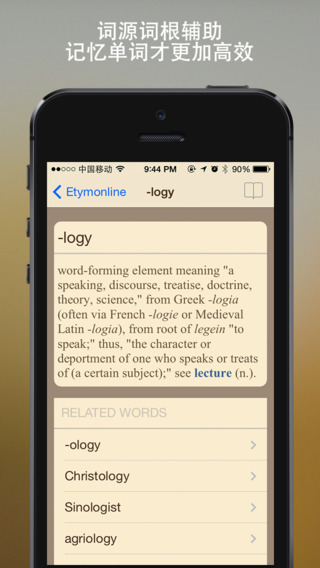 词源词根辅助
记忆单词才更加高效
中国移动 9:44 PM 90%
Etymonline -logy
-logy
word-forming element meaning "a
speaking, discourse, treatise, doctrine,
theory, science," from Greek -logia
(often via French -logie or Medieval
Latin -logia), from root of legein "to
speak;" thus, "the character or
deportment of one who speaks or treats
of (a certain subject);" see lecture (n.).
RELATED WORDS
-ology
Christology
Sinologist
agriology